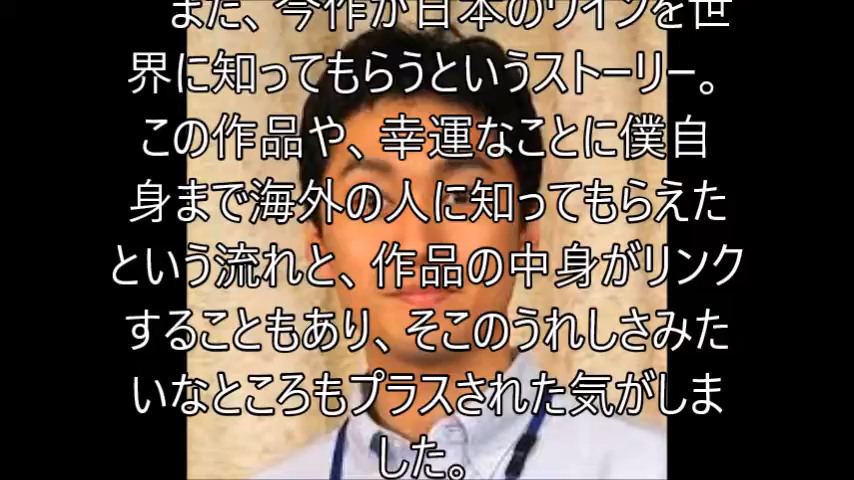 また、今作が日本のワインを世
界に知ってもらうというストーリー。
この作品や、幸運なことに僕自
身まで海外の人に知ってもらえた
という流れと、作品の中身がリンク
することもあり、そこのうれしさみた
いなところもプラスされた気がしま
した。